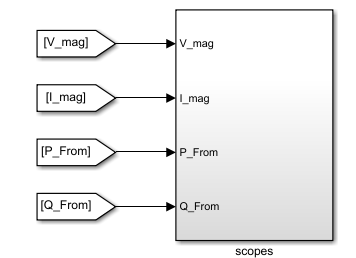 [V_mag] V_mag
[I_mag] I_mag
[P_From] P_From
[Q_From] Q_From
scopes